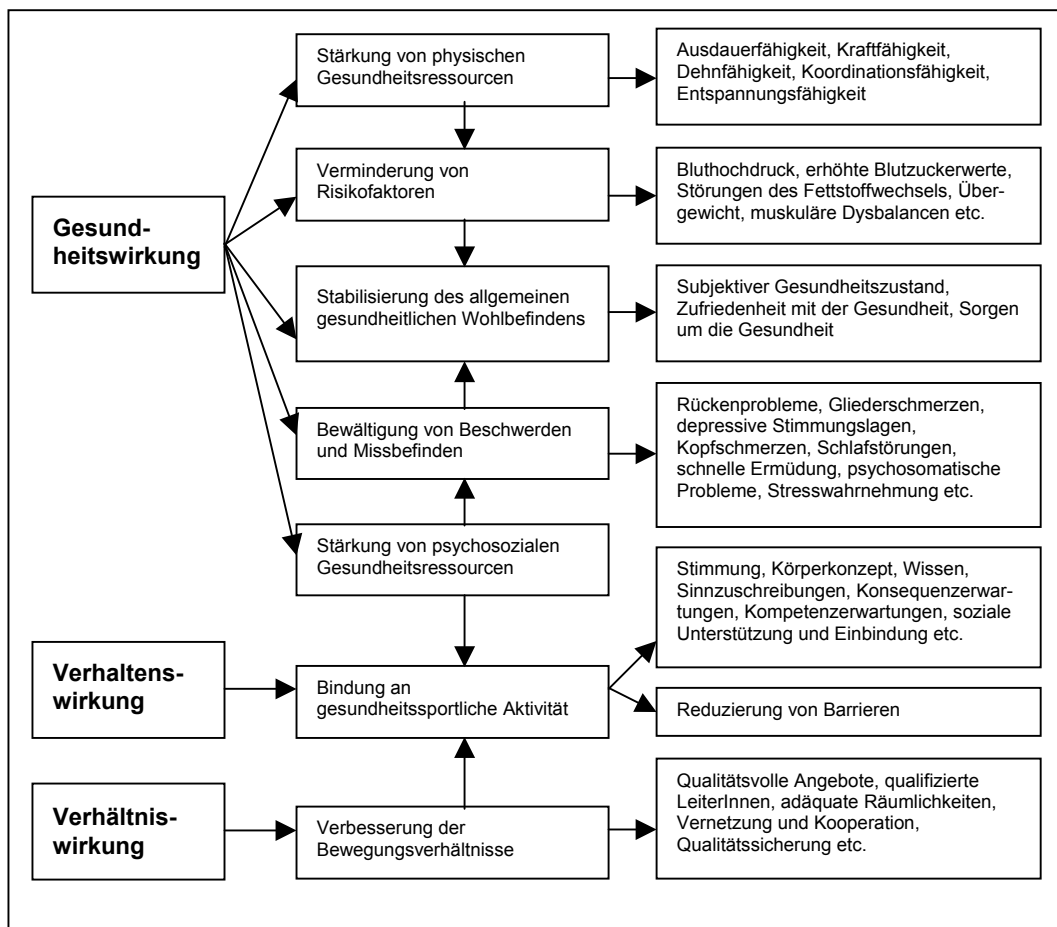 Stärkung von physischen
Gesundheitsressourcen
Ausdauerfähigkeit, Kraftfähigkeit,
Dehnfähigkeit, Koordinationsfähigkeit,
Entspannungsfähigkeit
Verminderung von
Risikofaktoren
Bluthochdruck, erhöhte Blutzuckerwerte,
Störungen des Fettstoffwechsels, Über-
gewicht, muskuläre Dysbalancen etc.
Gesund-
heitswirkung
Stabilisierung des allgemeinen
gesundheitlichen Wohlbefindens
Subjektiver Gesundheitszustand,
Zufriedenheit mit der Gesundheit, Sorgen
um die Gesundheit
Bewältigung von Beschwerden
und Missbefinden
Rückenprobleme, Gliederschmerzen,
depressive Stimmungslagen,
Kopfschmerzen, Schlafstörungen,
schnelle Ermüdung, psychosomatische
Probleme, Stresswahrnehmung etc.
Stärkung von psychosozialen
Gesundheitsressourcen
Stimmung, Körperkonzept, Wissen,
Sinnzuschreibungen, Konsequenzerwar-
tungen, Kompetenzerwartungen, soziale
Unterstützung und Einbindung etc.
Verhaltens-
wirkung
Bindung an
gesundheitssportliche Aktivität
Reduzierung von Barrieren
Verhältnis-
wirkung
Verbesserung der
Bewegungsverhältnisse
Qualitätsvolle Angebote, qualifizierte
LeiterInnen, adäquate Räumlichkeiten,
Vernetzung und Kooperation,
Qualitätssicherung etc.